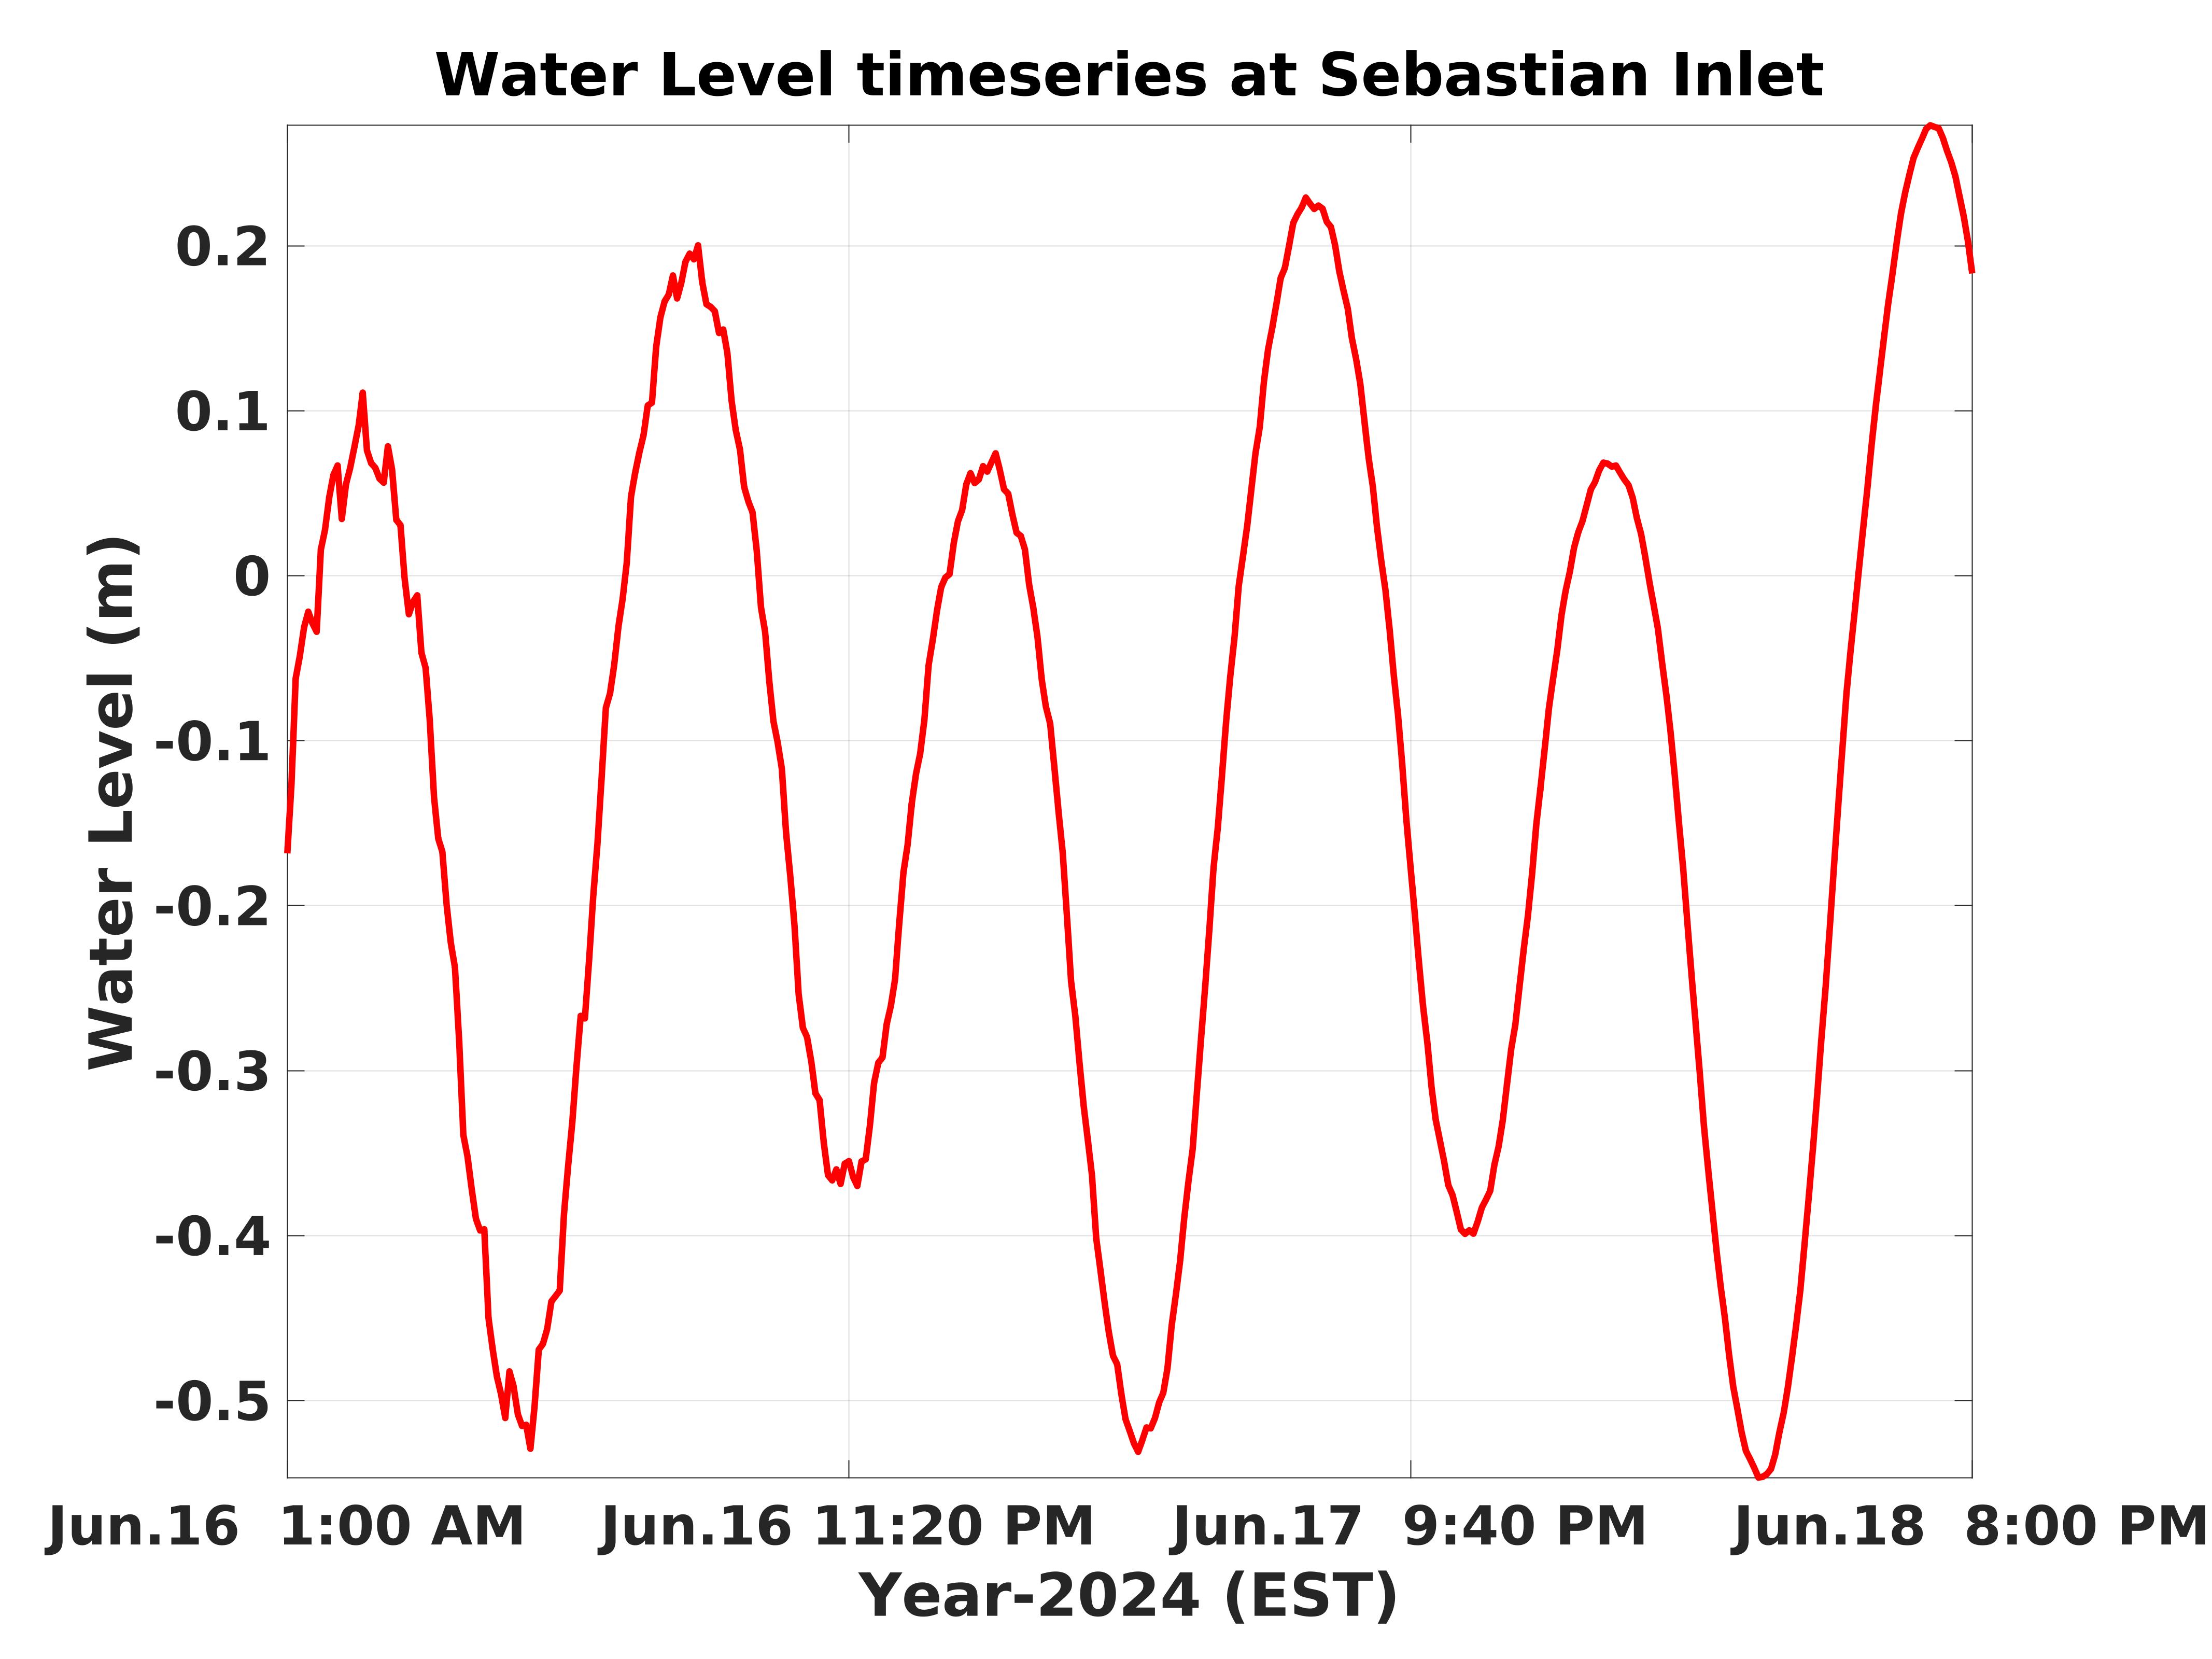 Water Level timeseries at Sebastian Inlet
Water Level (m)
0.2
0.1
0
-0.1
-0.2
-0.3
-0.4
-0.5
Jun.16 1:00 AM Jun.16 11:20 PM Jun.17 9:40 PM Jun.18 8:00 PM
Year-2024 (EST)